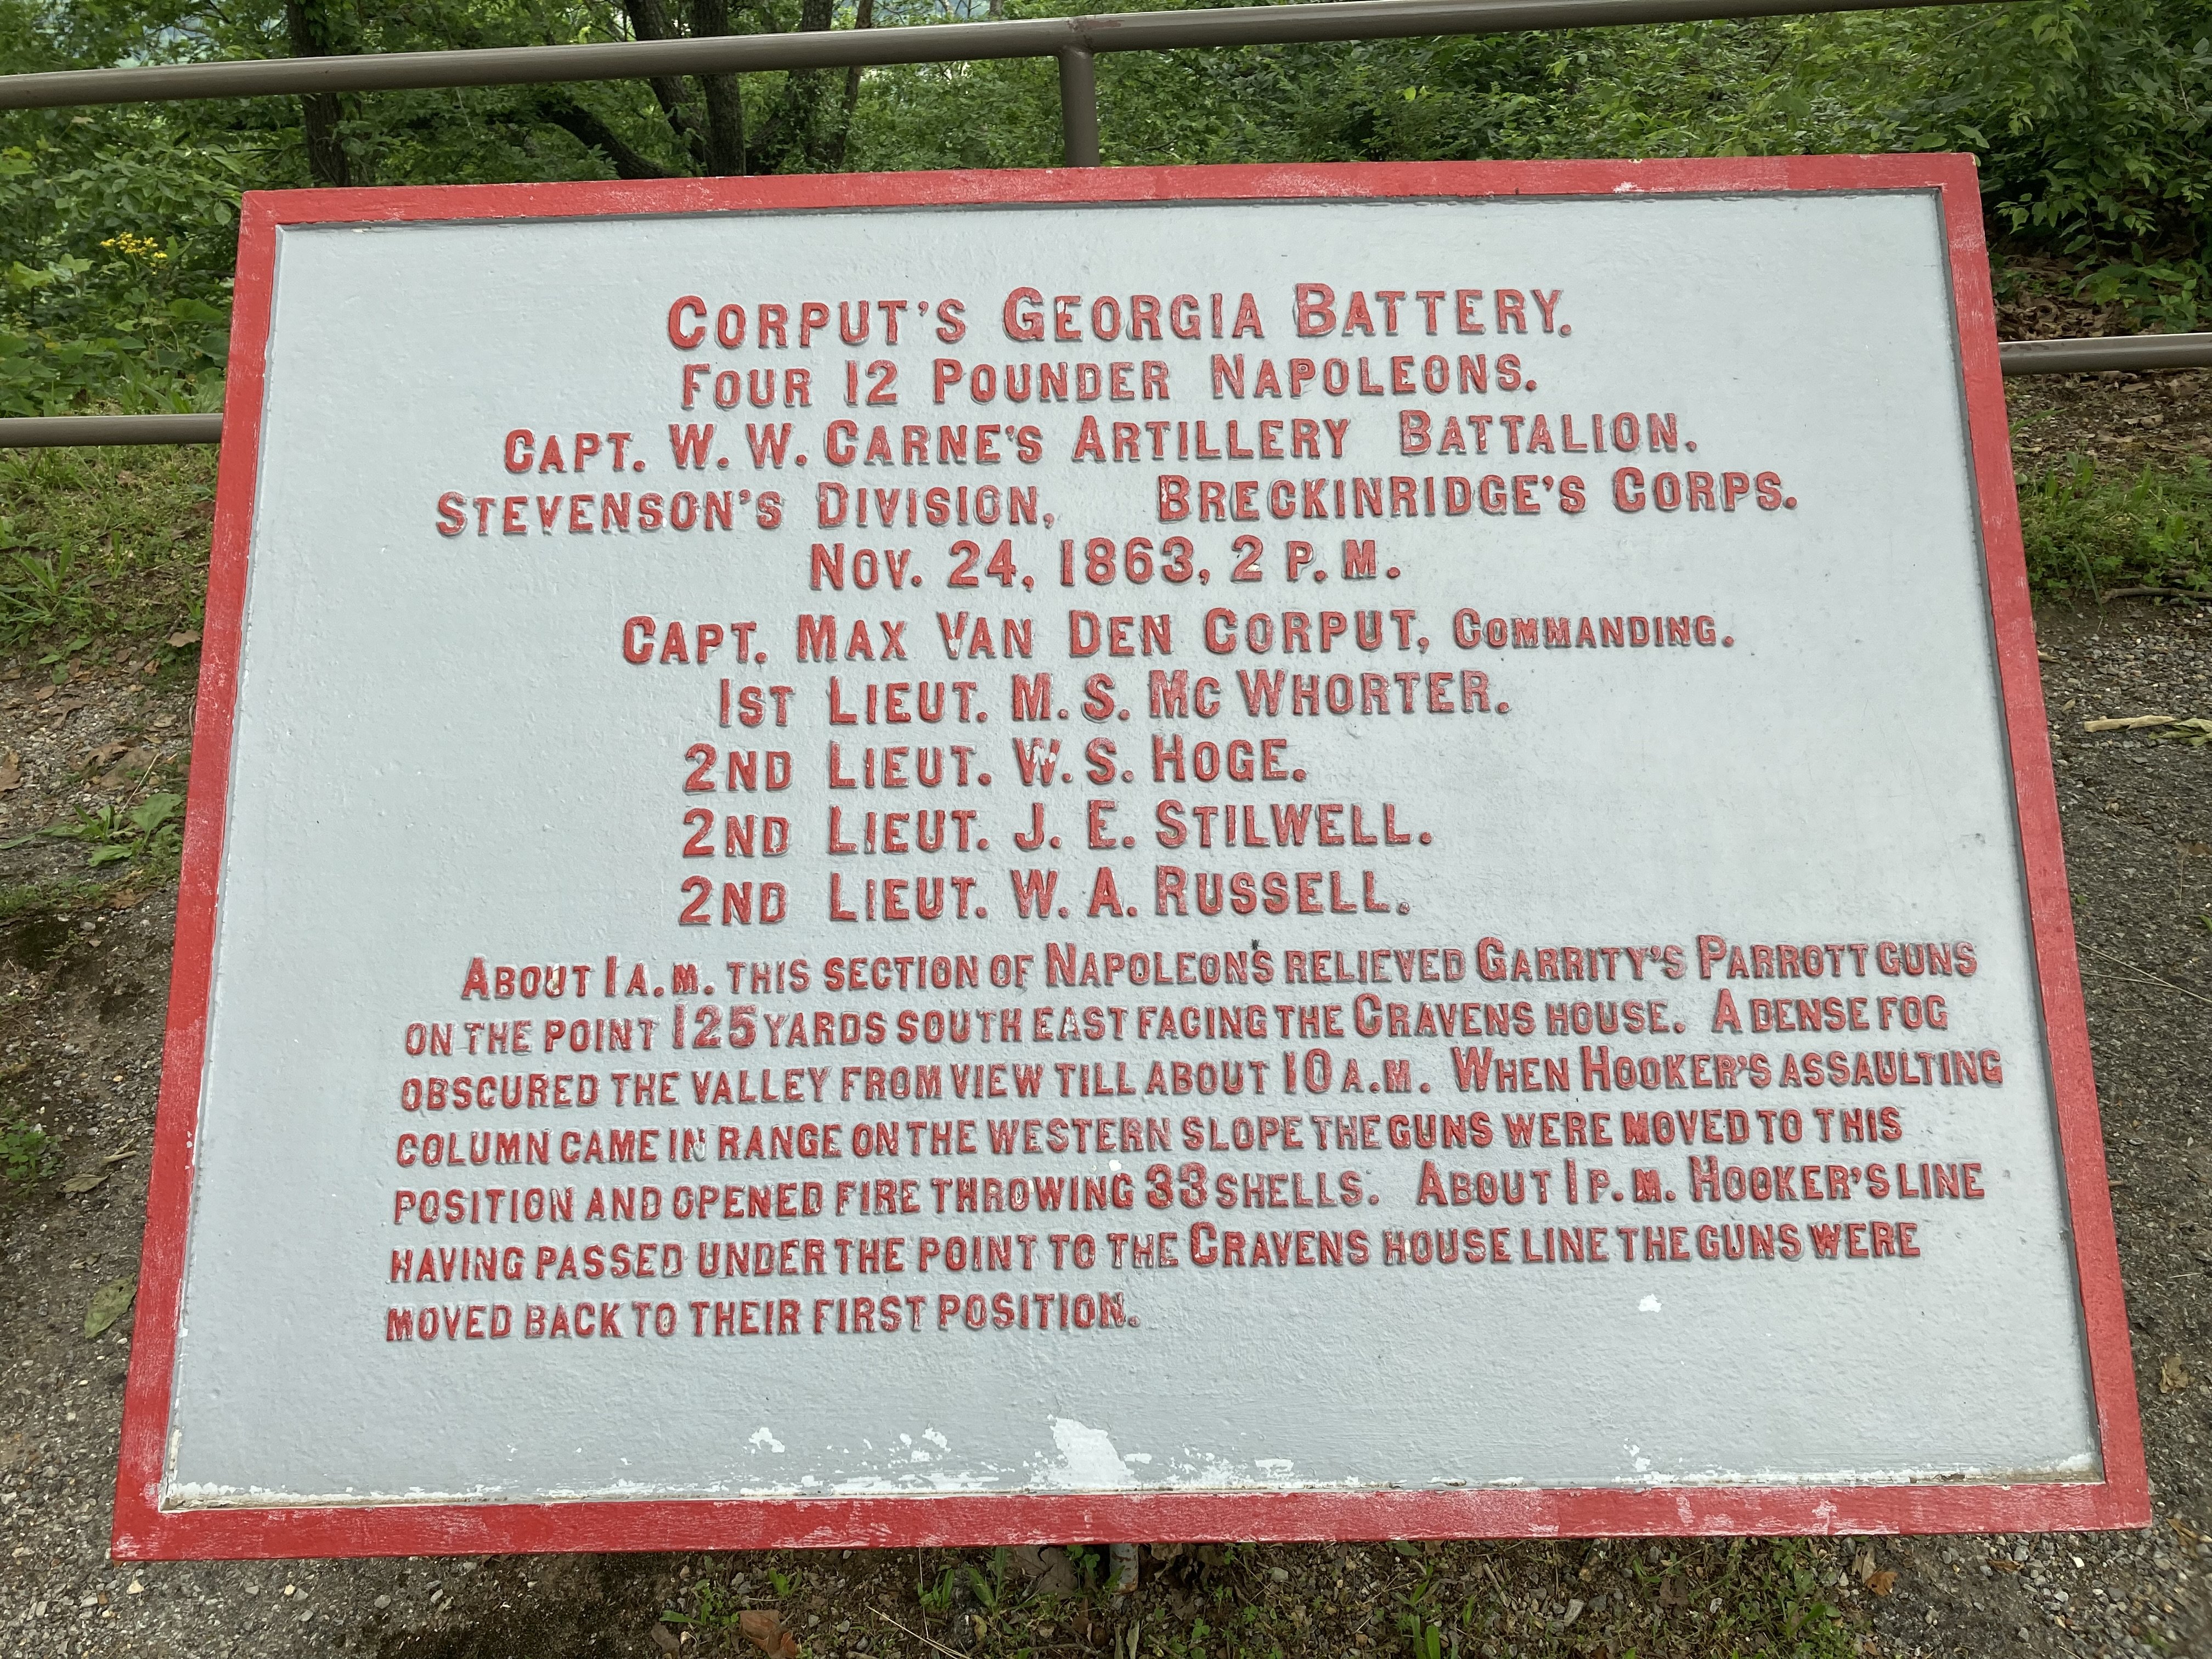 CORPUT'S GEORGIA BATTERY.
FOUR 12 POUNDER NAPOLEONS.
CAPT. W. W. CARNE'S ARTILLERY BATTALION.
STEVENSON'S DIVISION, BRECKINRIDGE'S CORPS.
NOV. 24, 1863, 2 P. M.
CAPT. MAX VAN DEN CORPUT, COMMANDING.
1ST LIEUT. M. S. MC WHORTER.
2ND LIEUT. W. S. HOGE.
2ND LIEUT. J. E. STILWELL.
2ND LIEUT. W. A. RUSSELL.
ABOUT 1 A.M. THIS SECTION OF NAPOLEONS RELIEVED GARRITY'S PARROTT GUNS
ON THE POINT 125 YARDS SOUTH EAST FACING THE CRAVENS HOUSE. A DENSE FOG
OBSCURED THE VALLEY FROM VIEW TILL ABOUT 10 A.M. WHEN HOOKER'S ASSAULTING
COLUMN CAME IN RANGE ON THE WESTERN SLOPE THE GUNS WERE MOVED TO THIS
POSITION AND OPENED FIRE THROWING 33 SHELLS. ABOUT 1 P.M. HOOKER'S LINE
HAVING PASSED UNDER THE POINT TO THE CRAVENS HOUSE LINE THE GUNS WERE
MOVED BACK TO THEIR FIRST POSITION.